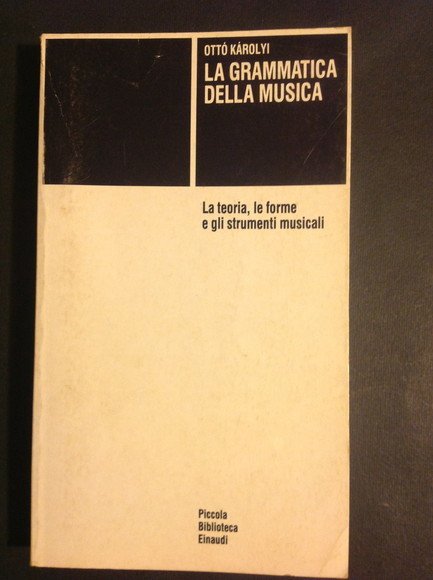 OTTÓ KÁROLYI
LA GRAMMATICA
DELLA MUSICA
La teoria, le forme
e gli strumenti musicali
Piccola
Biblioteca
Einaudi